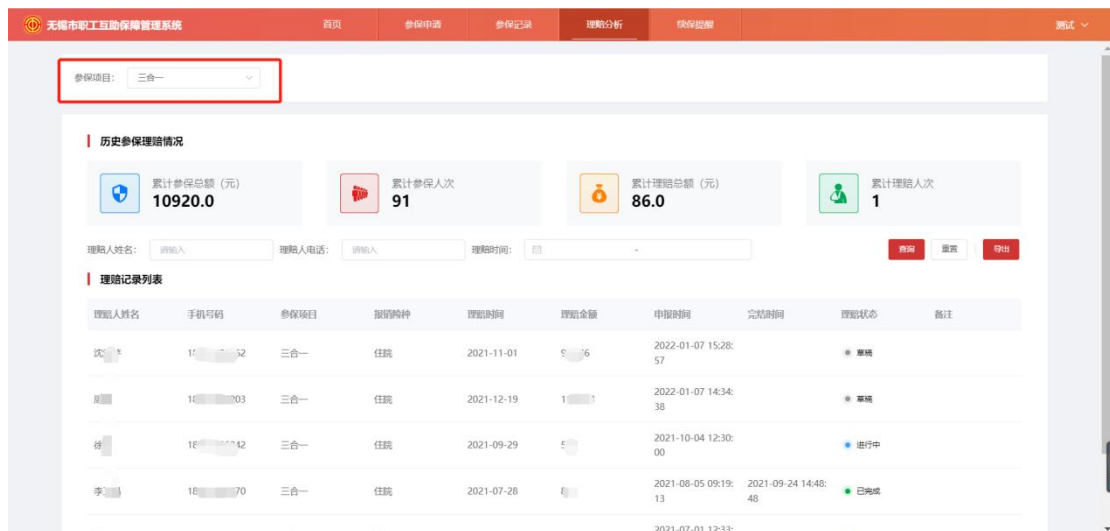 无锡市职工互助保障管理系统 首页 参保申请 参保记录 理赔分析 续保提醒 测试
参保项目: 三合一
历史参保理赔情况
累计参保总额（元） 累计参保人次 累计理赔总额（元） 累计理赔人次
10920.0 91 86.0 1
理赔人姓名: 请输入 理赔人电话: 请输入 理赔时间: - 查询 重置 导出
理赔记录列表
理赔人姓名 手机号码 参保项目 报销险种 理赔时间 理赔金额 申报时间 完结时间 理赔状态 备注
三合一 住院 2021-11-01 2022-01-07 15:28:57 草稿
三合一 住院 2021-12-19 2022-01-07 14:34:38 草稿
三合一 住院 2021-09-29 2021-10-04 12:30:00 进行中
三合一 住院 2021-07-28 2021-08-05 09:19:13 2021-09-24 14:48:48 已完成
2021-07-01 12:33: